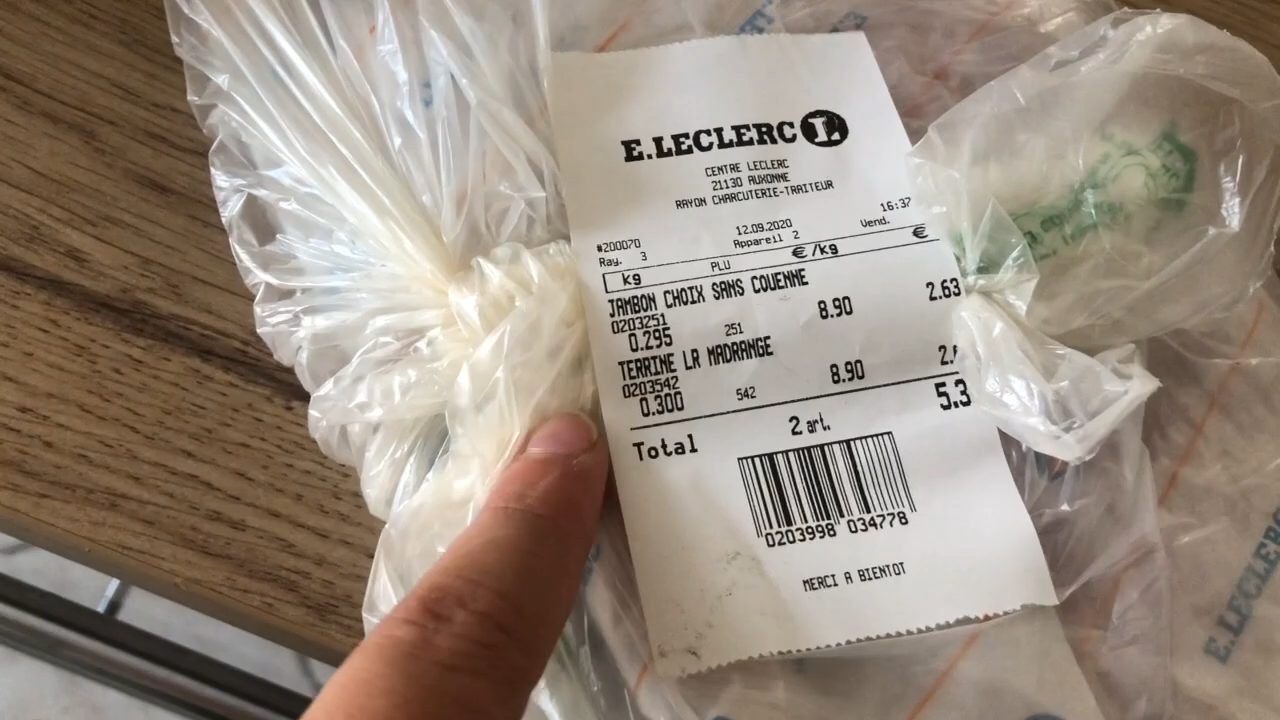 E.LECLERC L
CENTRE LECLERC
21130 AUXONNE
RAYON CHARCUTERIE-TRAITEUR
#200070 12.09.2020 16:37
Ray. 3 Appareil 2 Vend.
kg PLU €/kg €
JAMBON CHOIX SANS COUENNE
0203251 8.90 2.63
0.295 251
TERRINE LR MADRANGE
0203542 8.90
0.300 542
Total 2 art. 5.3
0203998 034778
MERCI A BIENTOT
E.LECLERC